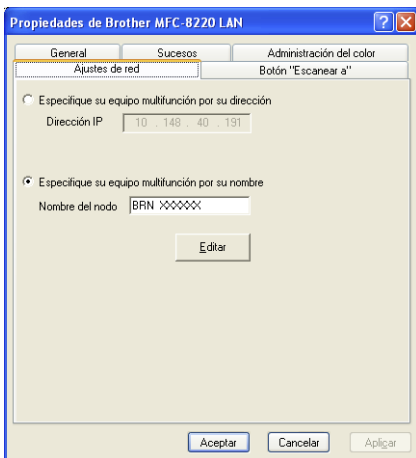 Propiedades de Brother MFC-8220 LAN
General Sucesos Administración del color
Ajustes de red Botón "Escanear a"
Especifique su equipo multifunción por su dirección
Dirección IP 10 . 148 . 40 . 191
Especifique su equipo multifunción por su nombre
Nombre del nodo BRN XXXXXX
Editar
Aceptar Cancelar Aplicar